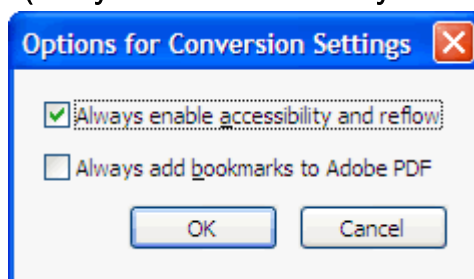 Options for Conversion Settings
Always enable accessibility and reflow
Always add bookmarks to Adobe PDF
OK Cancel